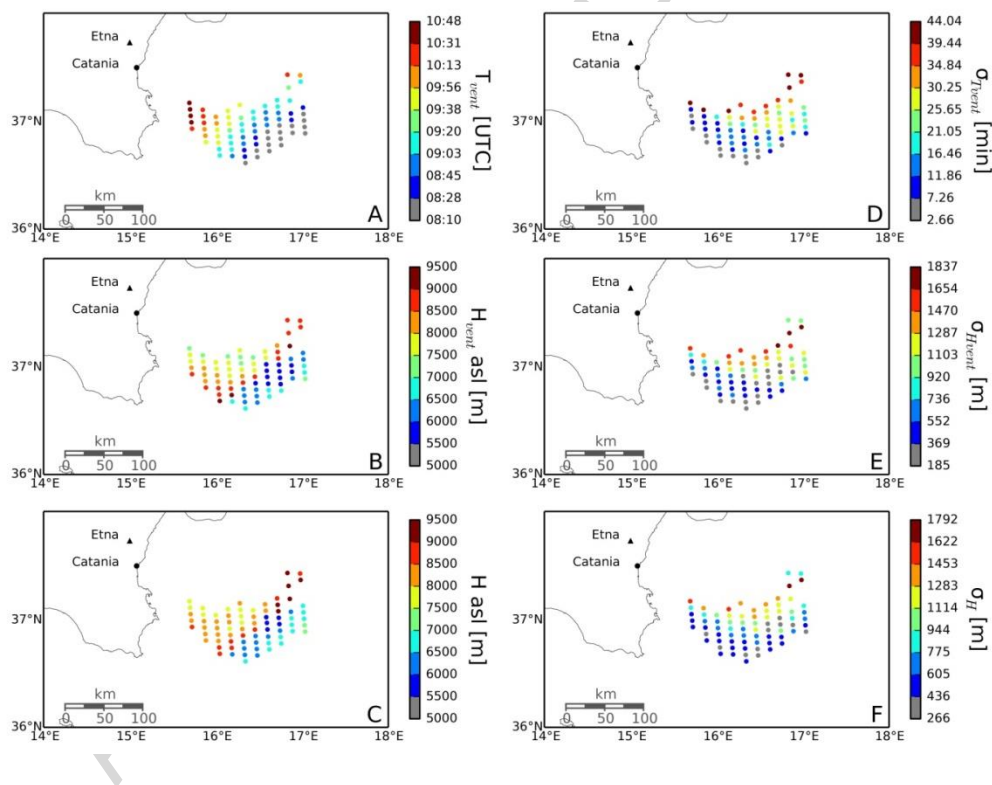 Etna
Catania
37°N
36°N
14°E 15°E 16°E 17°E 18°E
km
0 50 100
A
10:48
10:31
10:13
09:56
09:38
09:20
09:03
08:45
08:28
08:10
Tvent [UTC]
Etna
Catania
37°N
36°N
14°E 15°E 16°E 17°E 18°E
km
0 50 100
D
44.04
39.44
34.84
30.25
25.65
21.05
16.46
11.86
7.26
2.66
σTvent [min]
Etna
Catania
37°N
36°N
14°E 15°E 16°E 17°E 18°E
km
0 50 100
B
9500
9000
8500
8000
7500
7000
6500
6000
5500
5000
Hvent asl [m]
Etna
Catania
37°N
36°N
14°E 15°E 16°E 17°E 18°E
km
0 50 100
E
1837
1654
1470
1287
1103
920
736
552
369
185
σHvent [m]
Etna
Catania
37°N
36°N
14°E 15°E 16°E 17°E 18°E
km
0 50 100
C
9500
9000
8500
8000
7500
7000
6500
6000
5500
5000
H asl [m]
Etna
Catania
37°N
36°N
14°E 15°E 16°E 17°E 18°E
km
0 50 100
F
1792
1622
1453
1283
1114
944
775
605
436
266
σH [m]